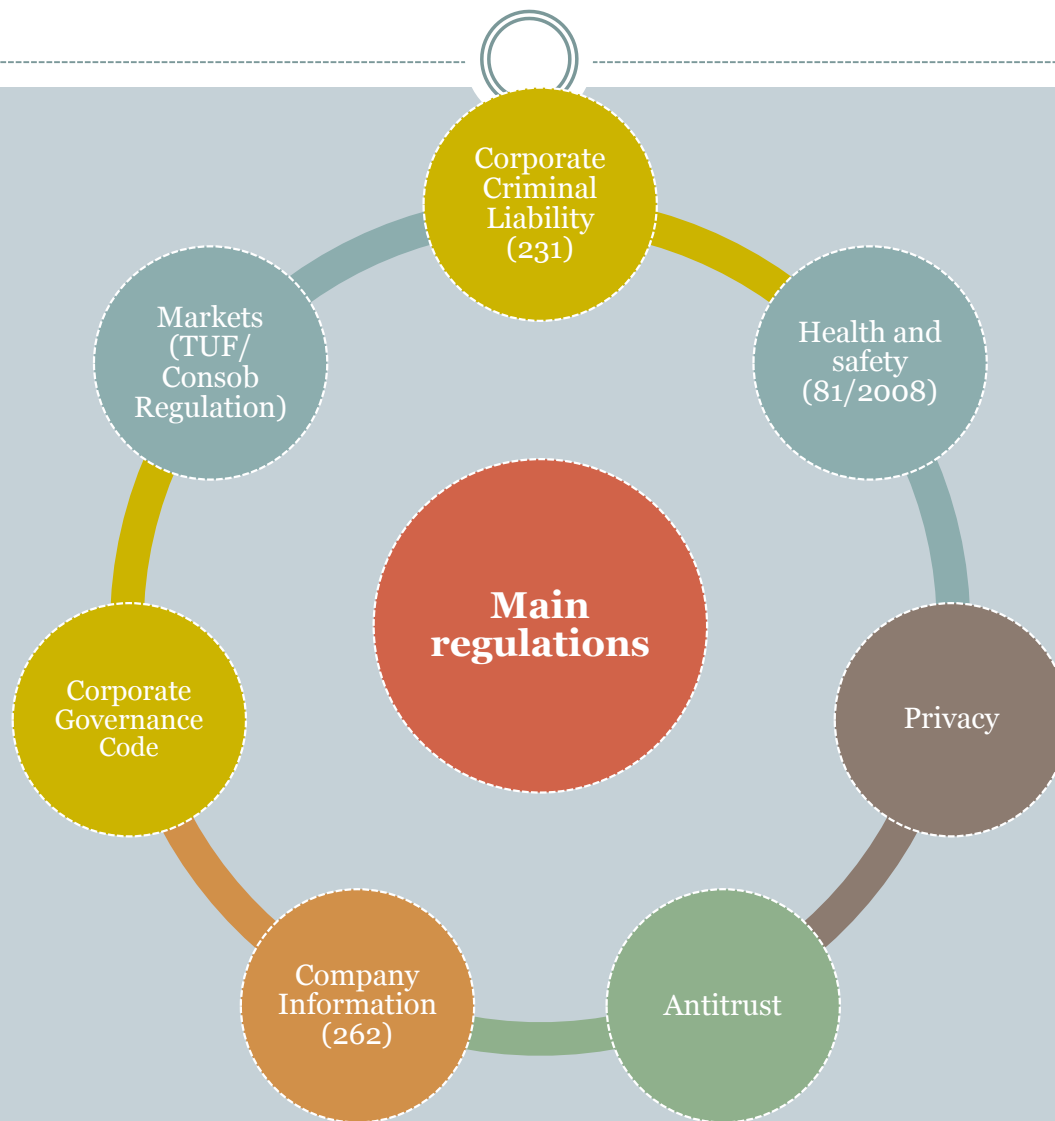 Corporate
Criminal
Liability
(231)
Health and
safety
(81/2008)
Privacy
Antitrust
Company
Information
(262)
Corporate
Governance
Code
Markets
(TUF/
Consob
Regulation)
Main
regulations